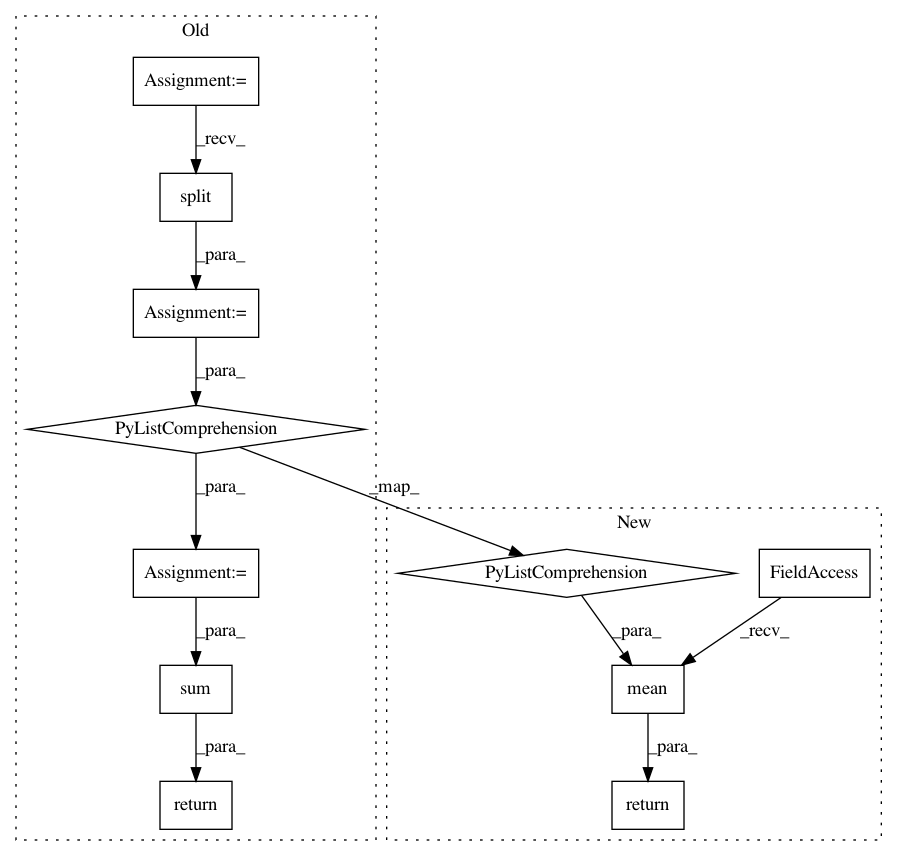 Old
Assignment:=
_recv_
split
_para_
Assignment:=
_para_
PyListComprehension
_para_
_map_
New
Assignment:=
PyListComprehension
FieldAccess
_para_
_para_
_recv_
sum
mean
_para_
_para_
return
return